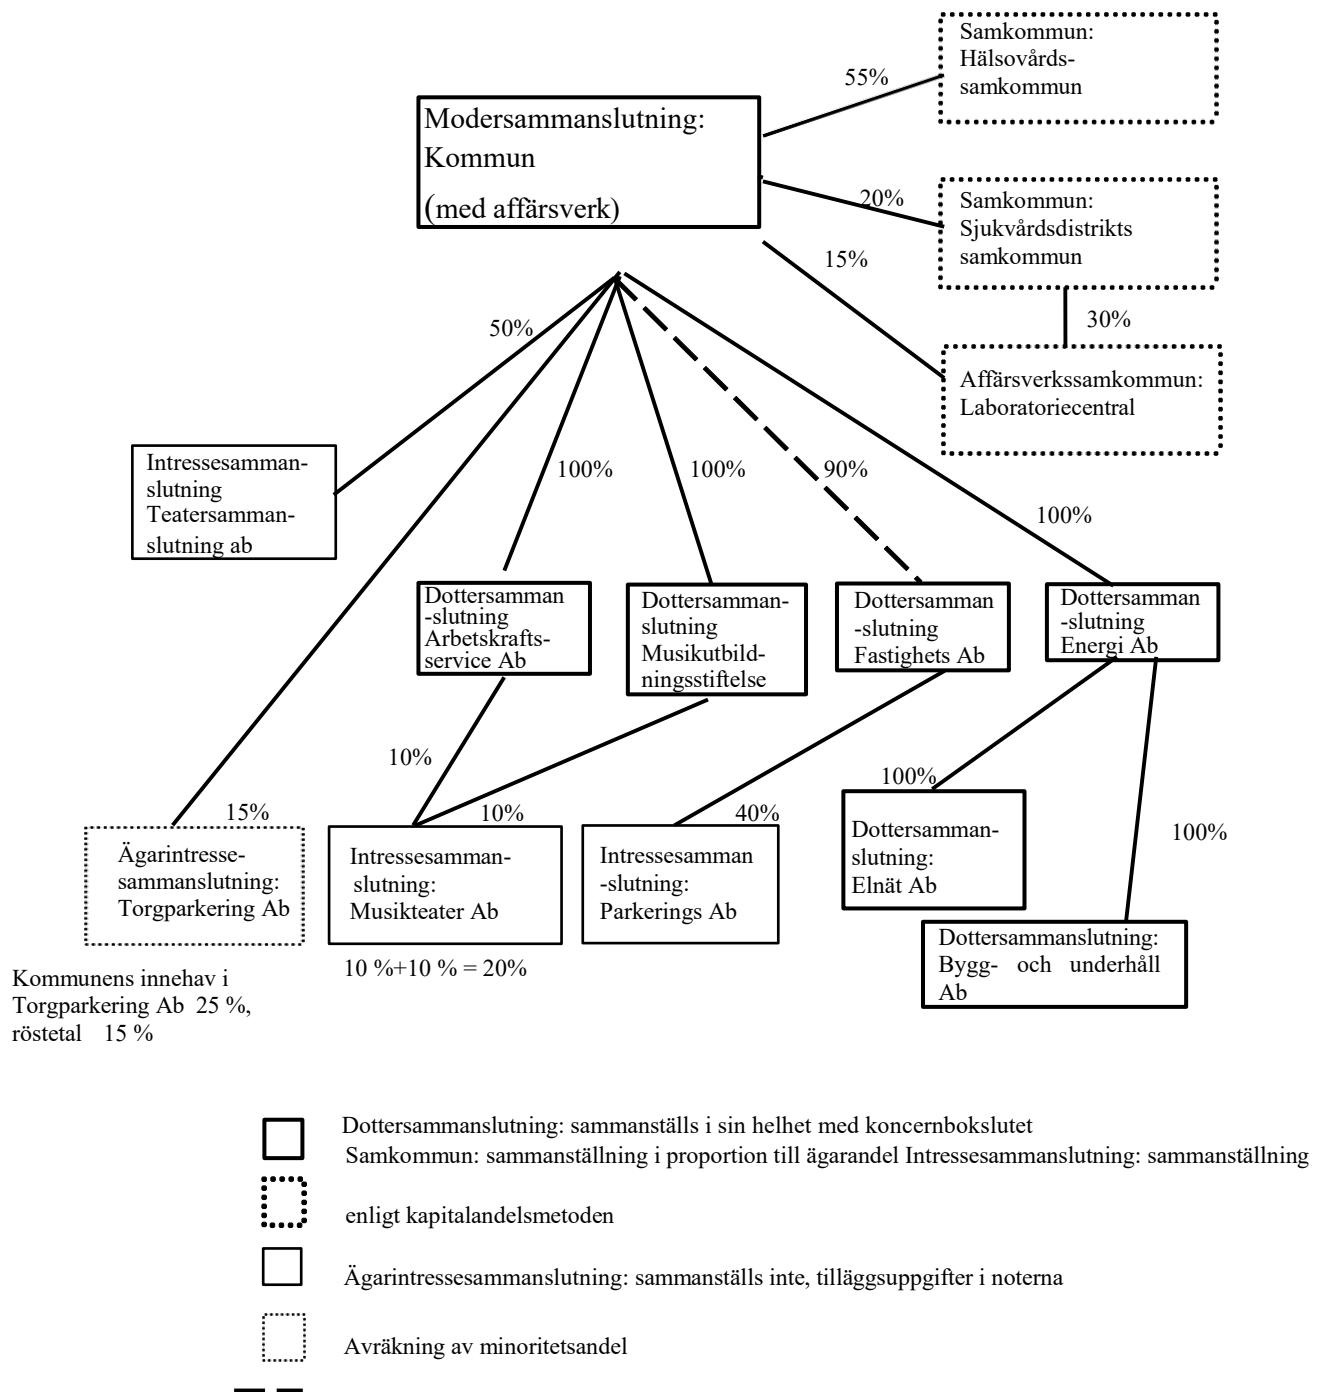 Samkommun:
Hälsovårds-
samkommun
55%
Modersammanslutning:
Kommun
(med affärsverk)
20%
Samkommun:
Sjukvårdsdistrikts
samkommun
15%
30%
50%
Affärsverkssamkommun:
Laboratoriecentral
Intressesamman-
slutning
Teatersamman-
slutning ab
100%
100%
90%
100%
Dottersamman
-slutning
Arbetskrafts-
service Ab
Dottersamman-
slutning
Musikutbild-
ningsstiftelse
Dottersamman
-slutning
Fastighets Ab
Dottersamman
-slutning
Energi Ab
10%
100%
15%
10%
40%
100%
Ägarintresse-
sammanslutning:
Torgparkering Ab
Intressesamman-
slutning:
Musikteater Ab
Intressesamman
-slutning:
Parkerings Ab
Dottersamman-
slutning:
Elnät Ab
Dottersammanslutning:
Bygg- och underhåll
Ab
10 %+10 % = 20%
Kommunens innehav i
Torgparkering Ab 25 %,
röstetal 15 %
Dottersammanslutning: sammanställs i sin helhet med koncernbokslutet
Samkommun: sammanställning i proportion till ägarandel Intressesammanslutning: sammanställning
enligt kapitalandelsmetoden
Ägarintressesammanslutning: sammanställs inte, tilläggsuppgifter i noterna
Avräkning av minoritetsandel